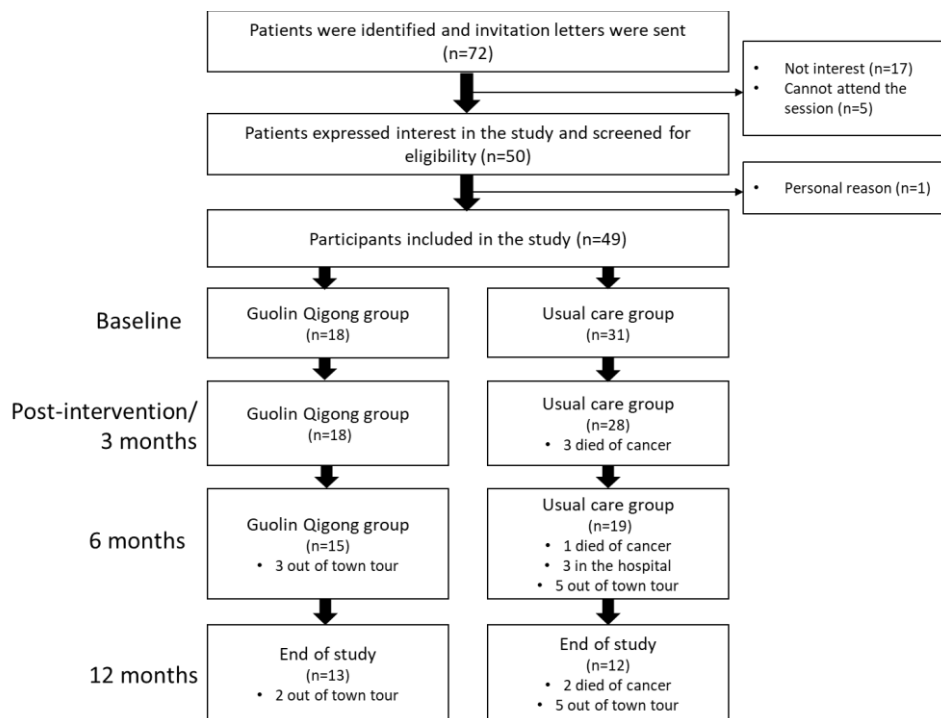 Patients were identified and invitation letters were sent
(n=72)
• Not interest (n=17)
• Cannot attend the
session (n=5)
Patients expressed interest in the study and screened for
eligibility (n=50)
• Personal reason (n=1)
Participants included in the study (n=49)
Baseline
Guolin Qigong group
(n=18)
Usual care group
(n=31)
Post-intervention/
3 months
Guolin Qigong group
(n=18)
Usual care group
(n=28)
• 3 died of cancer
6 months
Guolin Qigong group
(n=15)
• 3 out of town tour
Usual care group
(n=19)
• 1 died of cancer
• 3 in the hospital
• 5 out of town tour
12 months
End of study
(n=13)
• 2 out of town tour
End of study
(n=12)
• 2 died of cancer
• 5 out of town tour